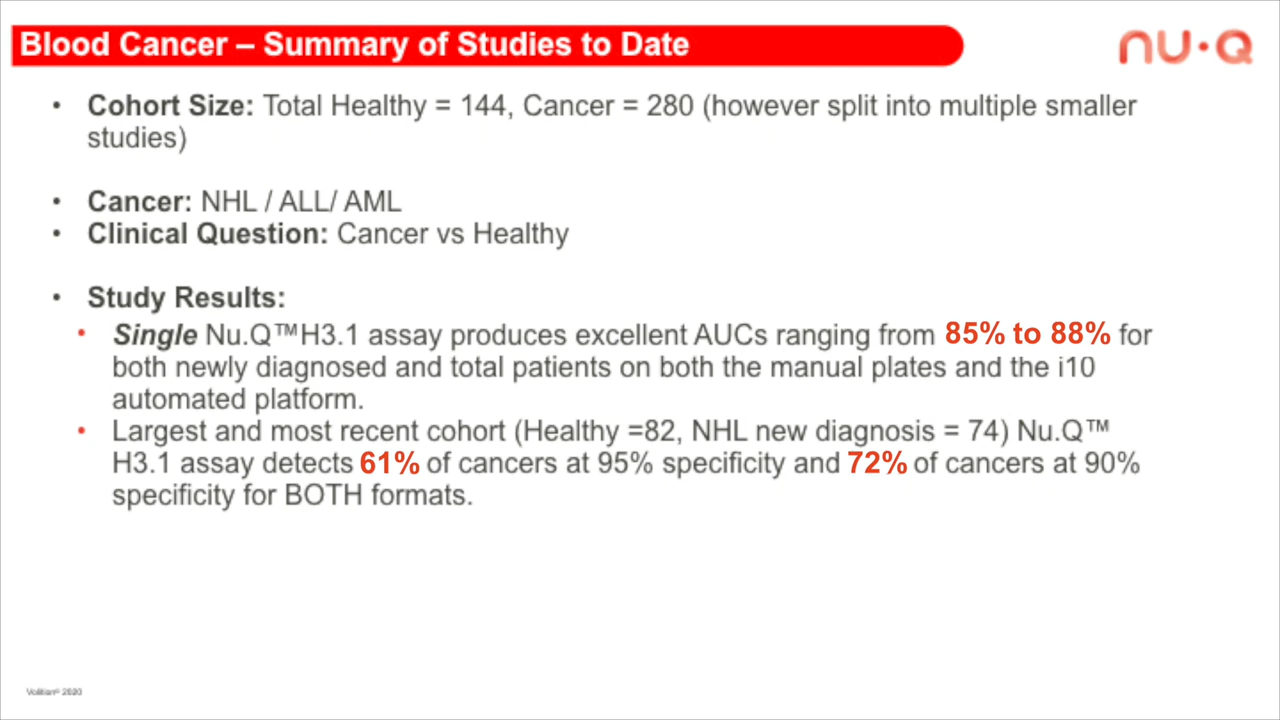 Blood Cancer – Summary of Studies to Date
nu·Q
• Cohort Size: Total Healthy = 144, Cancer = 280 (however split into multiple smaller
studies)
• Cancer: NHL / ALL/ AML
• Clinical Question: Cancer vs Healthy
• Study Results:
• Single Nu.Q™H3.1 assay produces excellent AUCs ranging from 85% to 88% for
both newly diagnosed and total patients on both the manual plates and the i10
automated platform.
• Largest and most recent cohort (Healthy =82, NHL new diagnosis = 74) Nu.Q™
H3.1 assay detects 61% of cancers at 95% specificity and 72% of cancers at 90%
specificity for BOTH formats.
Volition© 2020